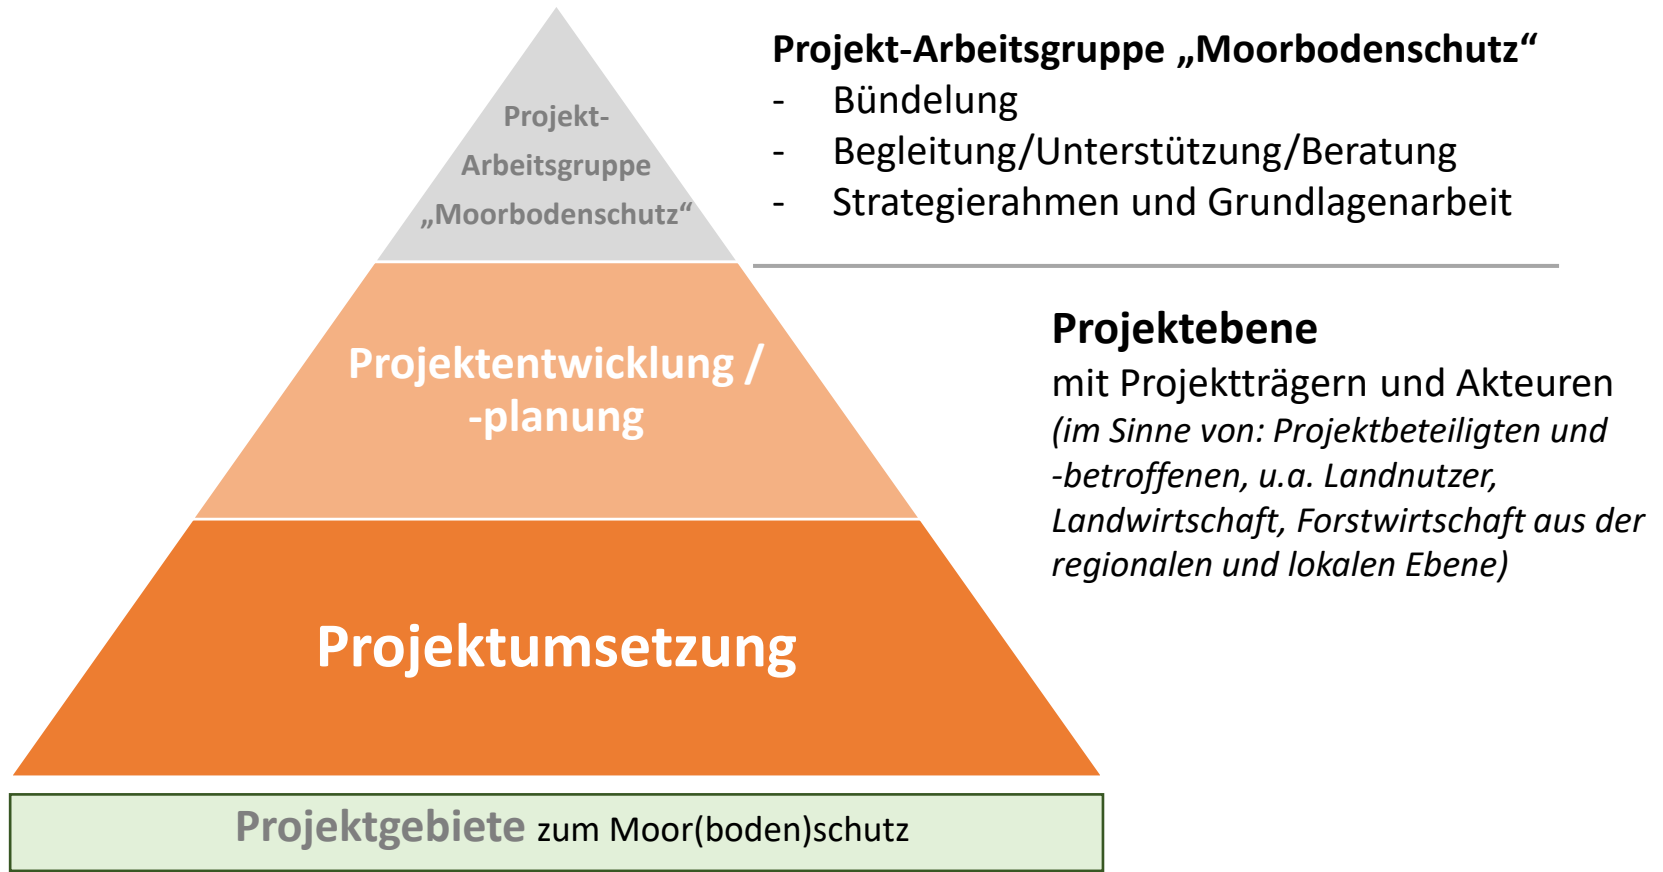 Projekt-
Arbeitsgruppe
„Moorbodenschutz“
Projekt-Arbeitsgruppe „Moorbodenschutz“
- Bündelung
- Begleitung/Unterstützung/Beratung
- Strategierahmen und Grundlagenarbeit
Projektentwicklung /
-planung
Projektebene
mit Projektträgern und Akteuren
(im Sinne von: Projektbeteiligten und
-betroffenen, u.a. Landnutzer,
Landwirtschaft, Forstwirtschaft aus der
regionalen und lokalen Ebene)
Projektumsetzung
Projektgebiete zum Moor(boden)schutz